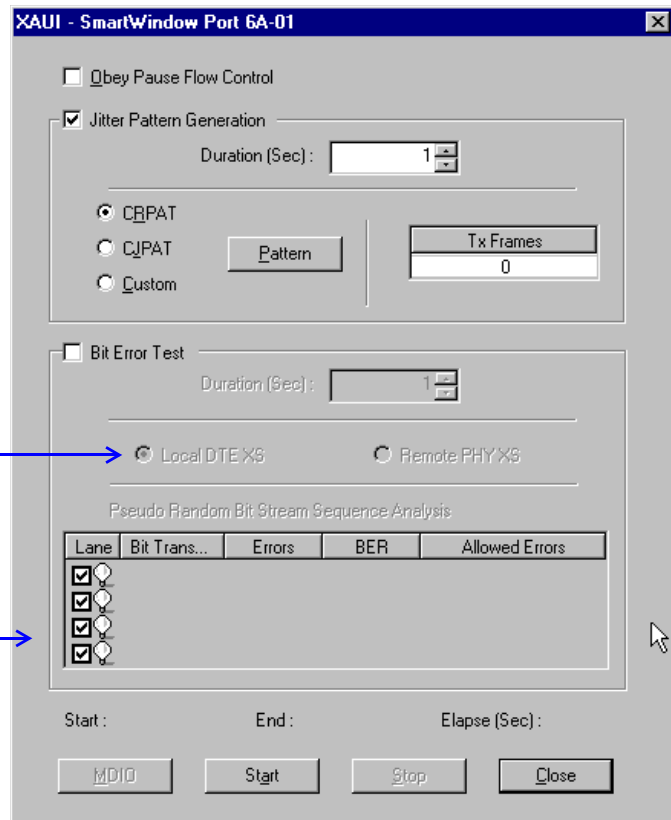 XAUI - SmartWindow Port 6A-01
Obey Pause Flow Control
Jitter Pattern Generation
Duration (Sec) : 1
CRPAT
CJPAT
Custom
Pattern
Tx Frames
0
Bit Error Test
Duration (Sec) : 1
Local DTE XS Remote PHY XS
Pseudo Random Bit Stream Sequence Analysis
Lane Bit Trans... Errors BER Allowed Errors
Start : End : Elapse (Sec) :
MDIO Start Stop Close